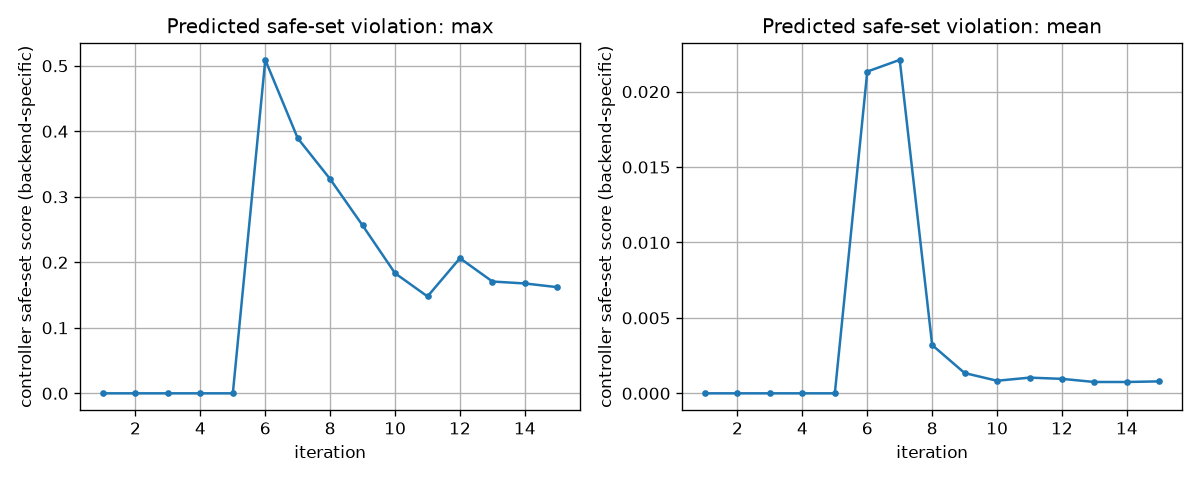 Predicted safe-set violation: max
controller safe-set score (backend-specific)
0.5
0.4
0.3
0.2
0.1
0.0
2 4 6 8 10 12 14
iteration
Predicted safe-set violation: mean
controller safe-set score (backend-specific)
0.020
0.015
0.010
0.005
0.000
2 4 6 8 10 12 14
iteration